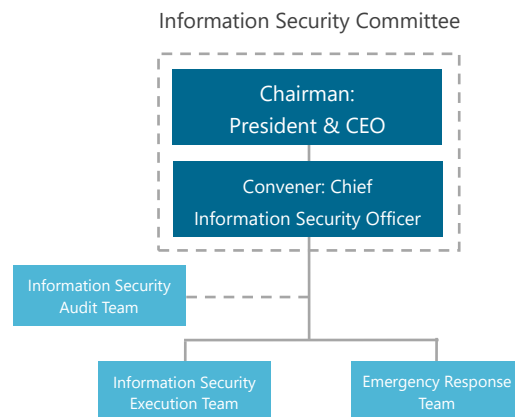 Information Security Committee
Chairman:
President & CEO
Convener: Chief
Information Security Officer
Information Security
Audit Team
Information Security
Execution Team
Emergency Response
Team